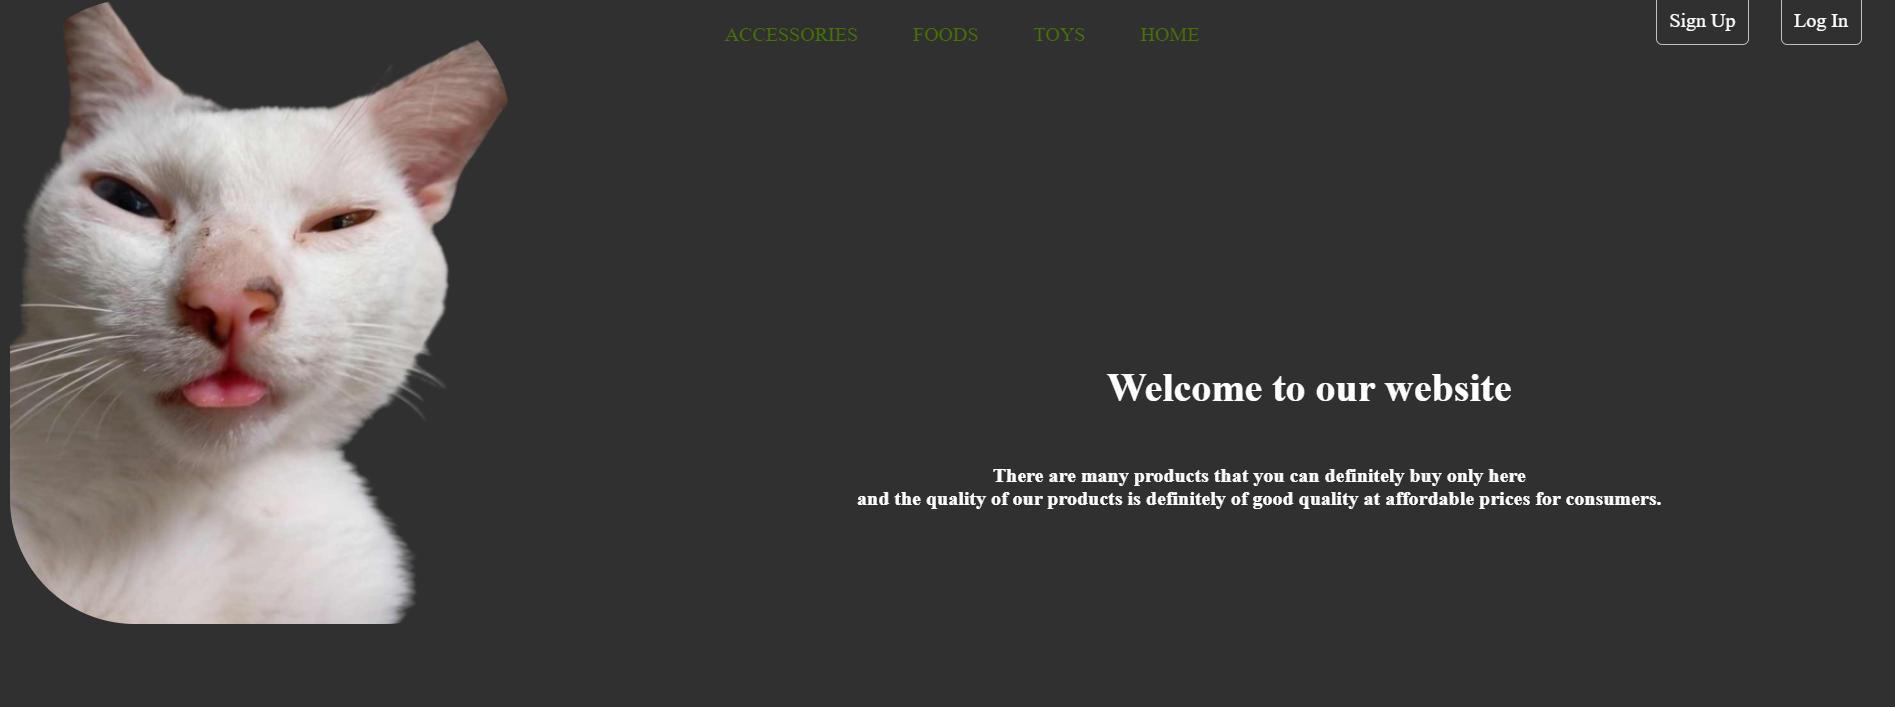 ACCESSORIES FOODS TOYS HOME
Sign Up Log In
Welcome to our website
There are many products that you can definitely buy only here
and the quality of our products is definitely of good quality at affordable prices for consumers.